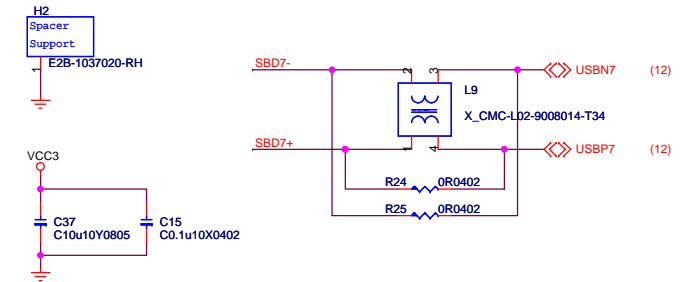 H2
Spacer
Support
E2B-1037020-RH
1
SBD7-
2
3
USBN7
(12)
L9
X_CMC-L02-9008014-T34
SBD7+
1
4
USBP7
(12)
VCC3
R24
0R0402
R25
0R0402
C37
C10u10Y0805
C15
C0.1u10X0402